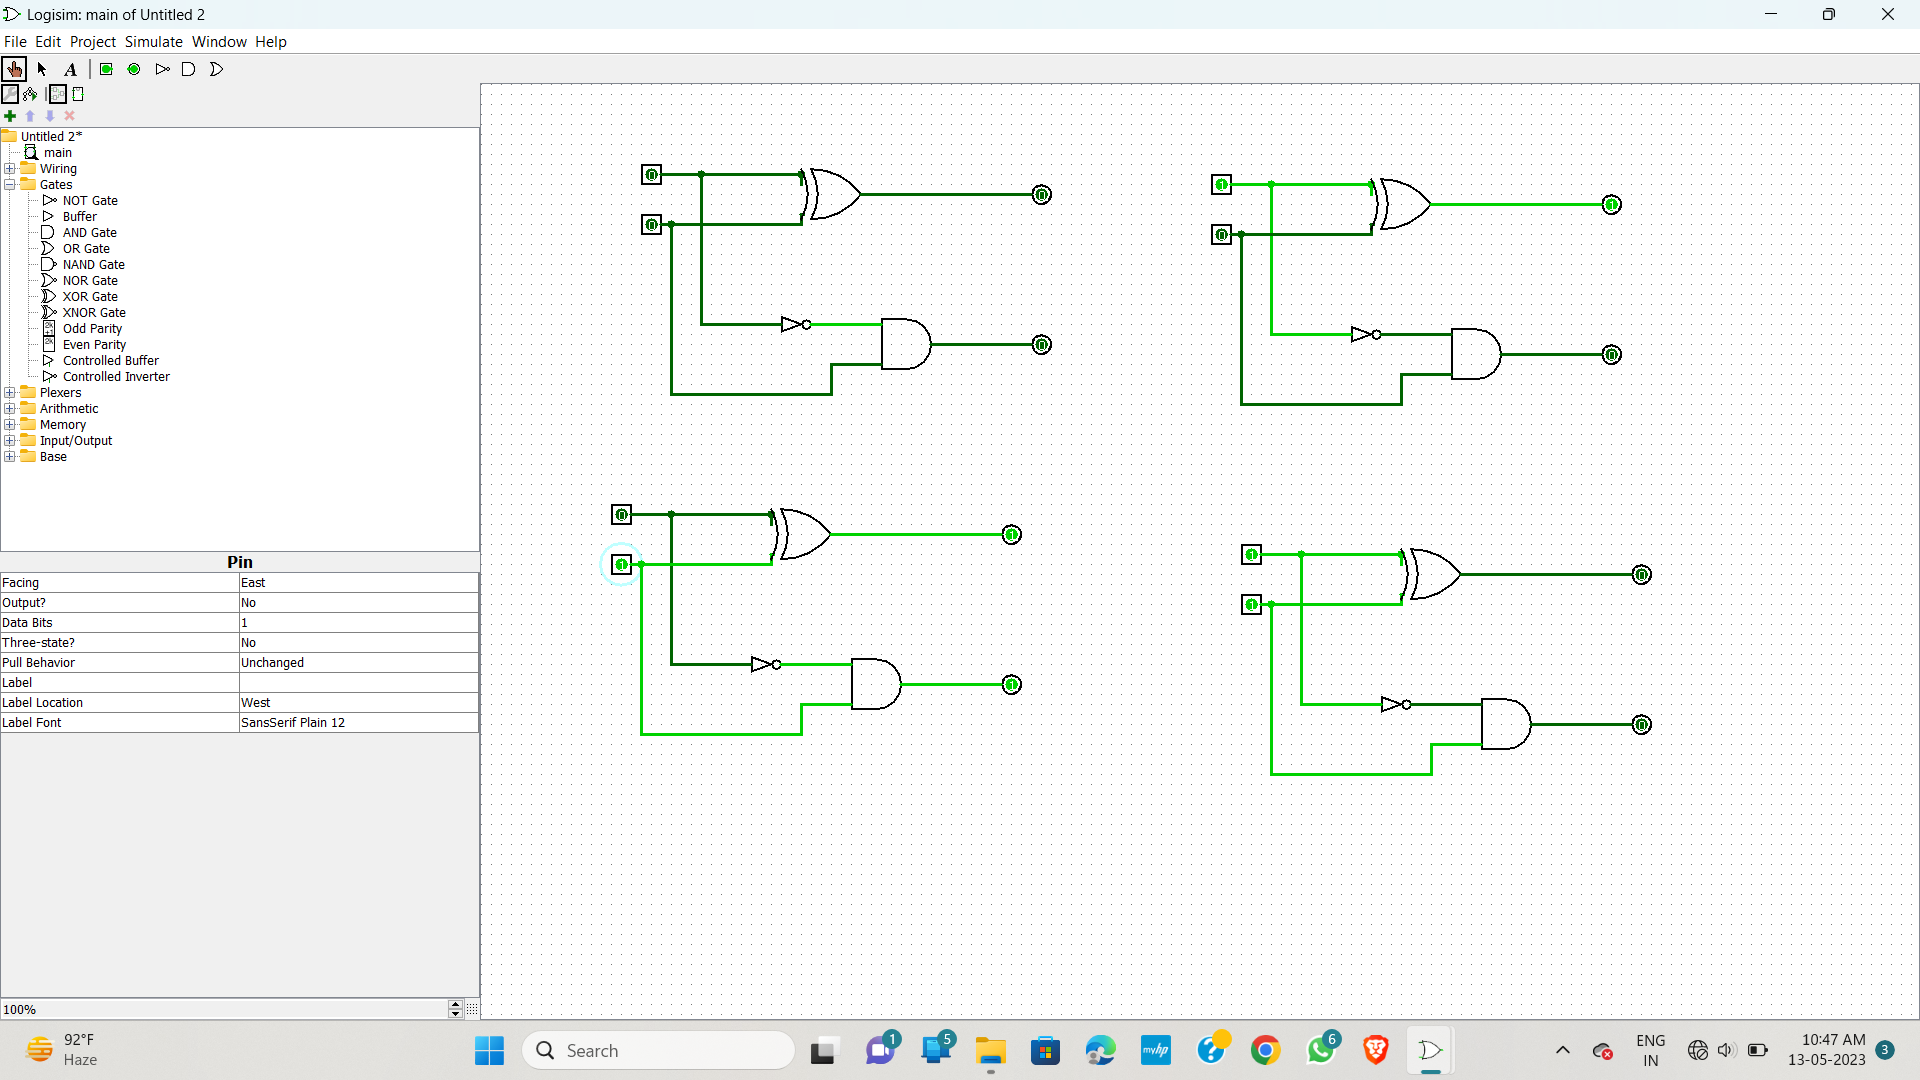 Logisim: main of Untitled 2
File Edit Project Simulate Window Help
A
Untitled 2*
main
Wiring
Gates
NOT Gate
Buffer
AND Gate
OR Gate
NAND Gate
NOR Gate
XOR Gate
XNOR Gate
2k+1 Odd Parity
2k Even Parity
Controlled Buffer
Controlled Inverter
Plexers
Arithmetic
Memory
Input/Output
Base
Pin
Facing East
Output? No
Data Bits 1
Three-state? No
Pull Behavior Unchanged
Label
Label Location West
Label Font SansSerif Plain 12
100%
0 0
0
0
1 1
0
0
0 1
1
1
1 0
1
0
92°F
Haze
Search
1
5
myhp
?
6
ENG
IN
10:47 AM
13-05-2023
3